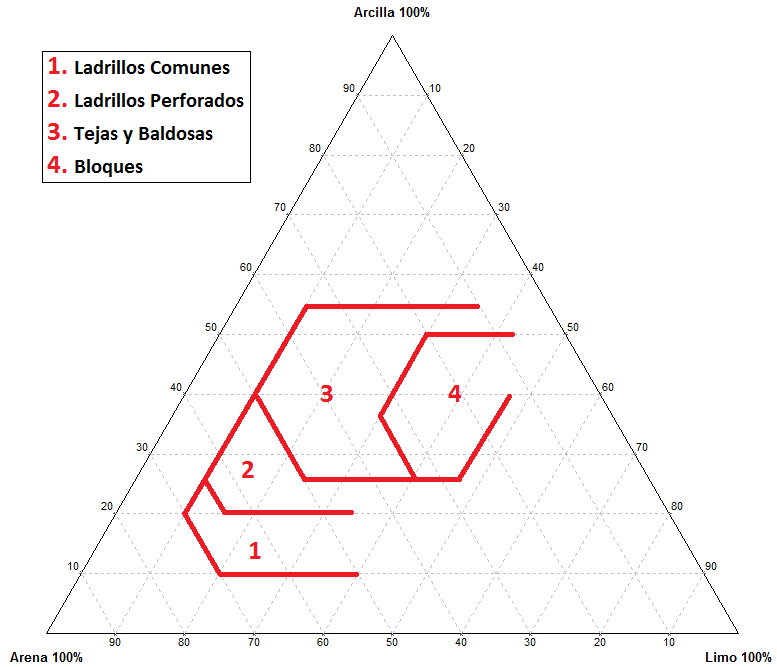 Arcilla 100%
1. Ladrillos Comunes
2. Ladrillos Perforados
3. Tejas y Baldosas
4. Bloques
90 10
80 20
70 30
60 40
50 50
40 60
3 4
30 70
2
20 80
1
10 90
90 80 70 60 50 40 30 20 10
Arena 100% Limo 100%